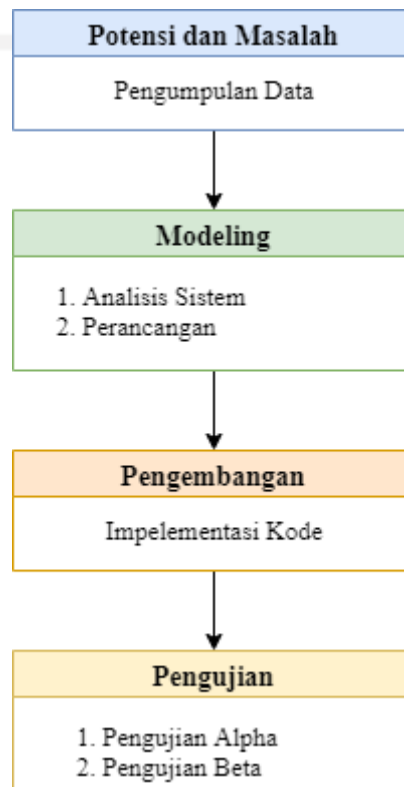 Potensi dan Masalah
Pengumpulan Data
Modeling
1. Analisis Sistem
2. Perancangan
Pengembangan
Impelementasi Kode
Pengujian
1. Pengujian Alpha
2. Pengujian Beta